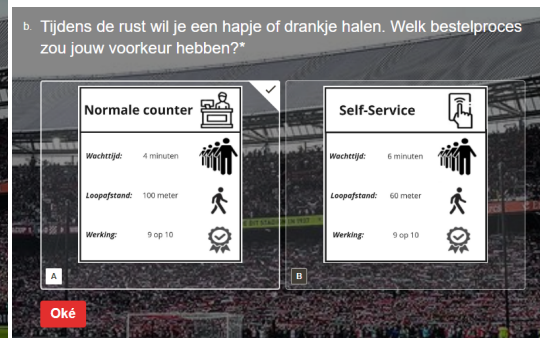 b. Tijdens de rust wil je een hapje of drankje halen. Welk bestelproces
zou jouw voorkeur hebben?*
Normale counter
Wachttijd: 4 minuten
Loopafstand: 100 meter
Werking: 9 op 10
A
Self-Service
Wachttijd: 6 minuten
Loopafstand: 60 meter
Werking: 9 op 10
B
Oké